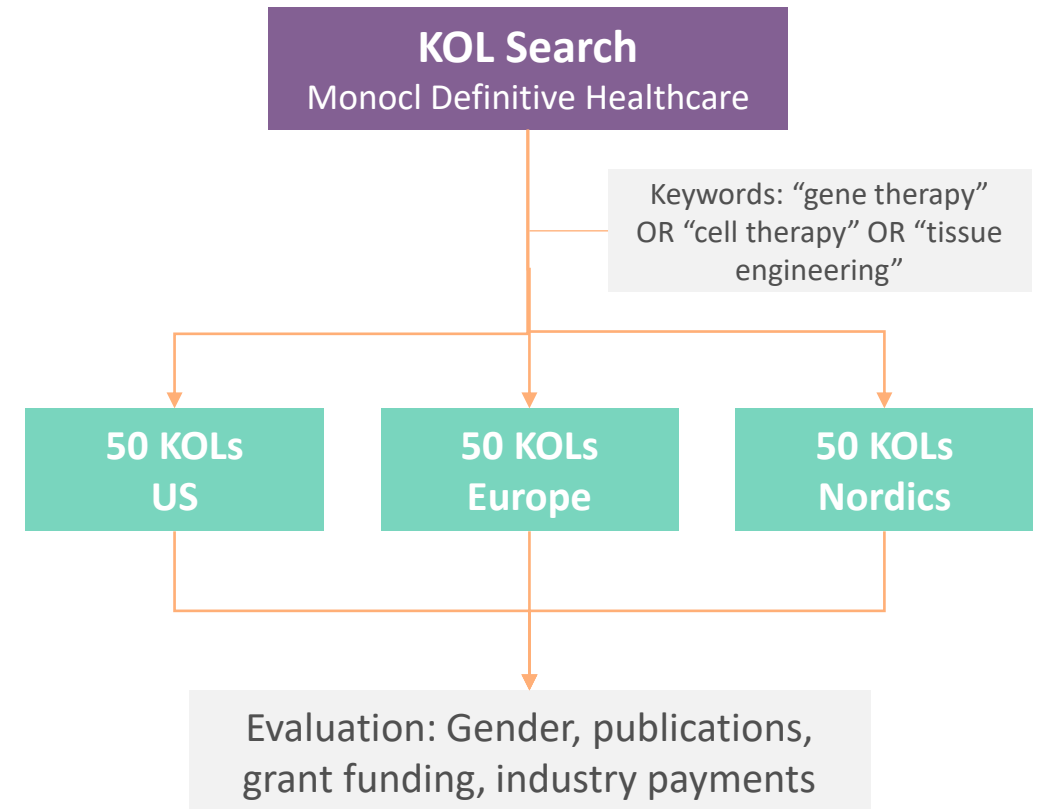 KOL Search
Monocl Definitive Healthcare
Keywords: “gene therapy”
OR “cell therapy” OR “tissue
engineering”
50 KOLs
US
50 KOLs
Europe
50 KOLs
Nordics
Evaluation: Gender, publications,
grant funding, industry payments